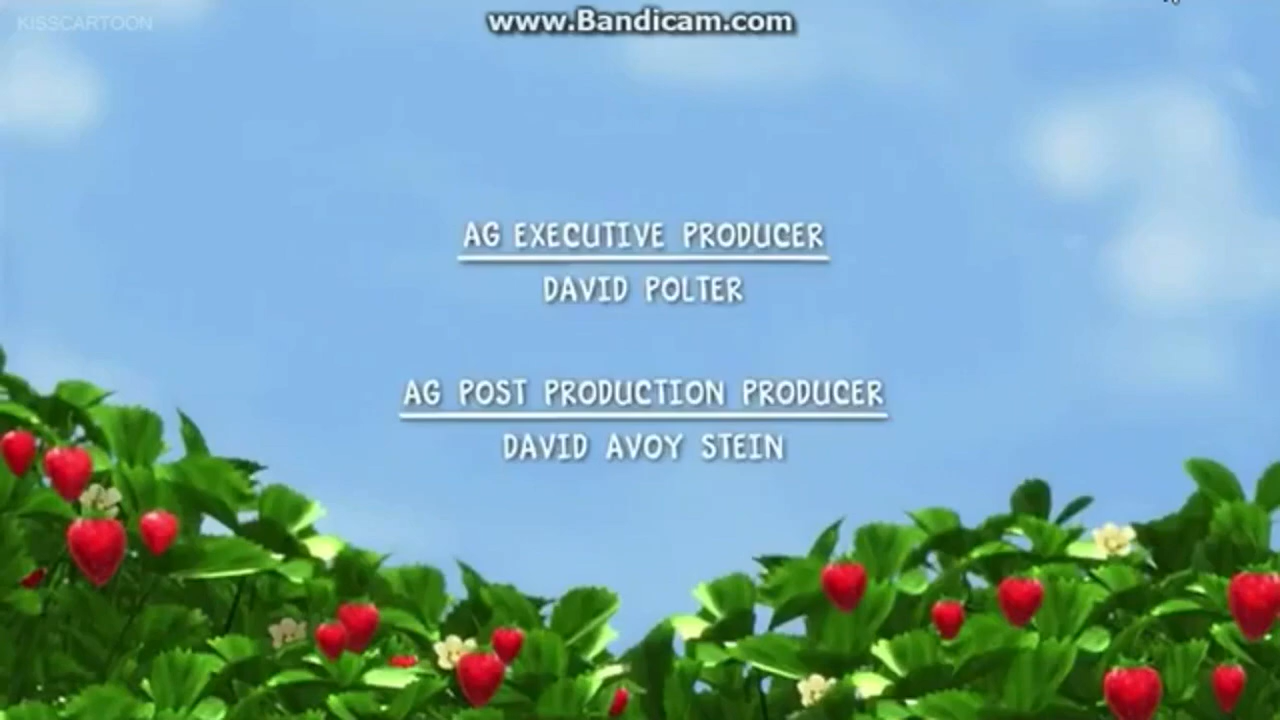 KISSCARTOON
www.Bandicam.com
AG EXECUTIVE PRODUCER
DAVID POLTER
AG POST PRODUCTION PRODUCER
DAVID AVOY STEIN